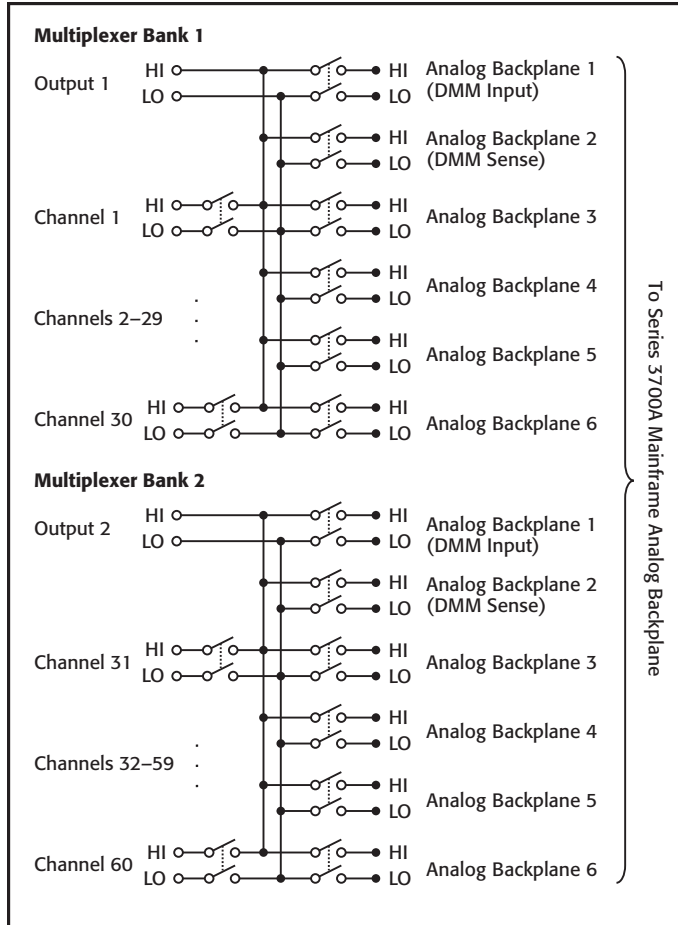 Multiplexer Bank 1
Output 1
HI
LO
HI
LO
Analog Backplane 1
(DMM Input)
HI
LO
Analog Backplane 2
(DMM Sense)
Channel 1
HI
LO
HI
LO
Analog Backplane 3
HI
LO
Analog Backplane 4
Channels 2–29
HI
LO
Analog Backplane 5
Channel 30
HI
LO
HI
LO
Analog Backplane 6
Multiplexer Bank 2
Output 2
HI
LO
HI
LO
Analog Backplane 1
(DMM Input)
HI
LO
Analog Backplane 2
(DMM Sense)
Channel 31
HI
LO
HI
LO
Analog Backplane 3
HI
LO
Analog Backplane 4
Channels 32–59
HI
LO
Analog Backplane 5
Channel 60
HI
LO
HI
LO
Analog Backplane 6
To Series 3700A Mainframe Analog Backplane